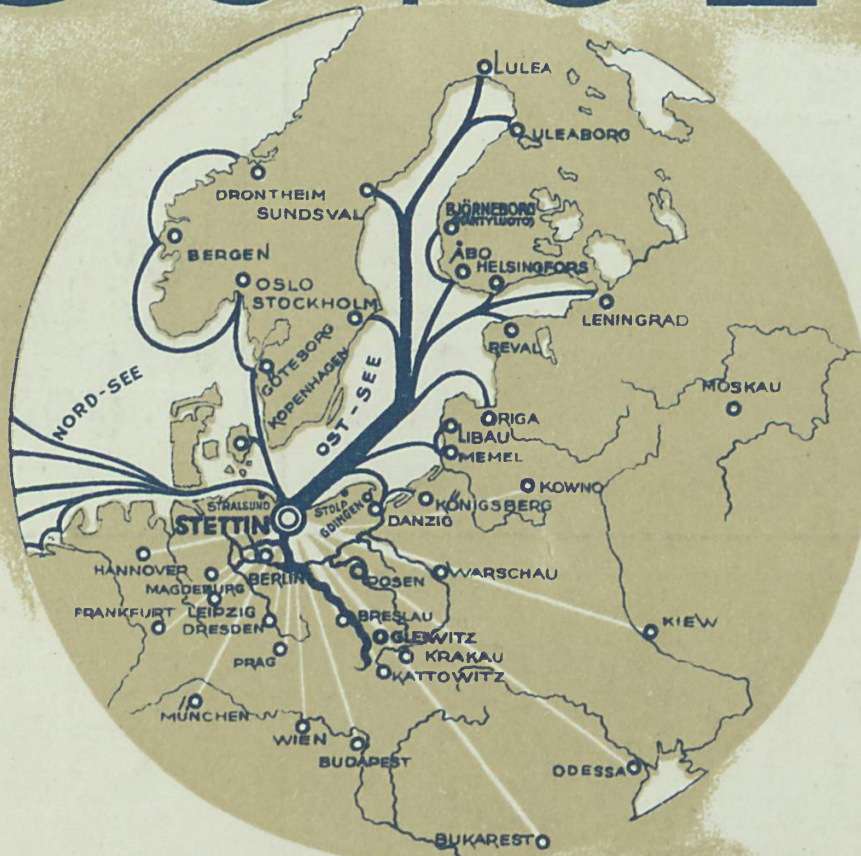 LULEA
ULEABORG
DRONTHEIM
SUNDSVAL
BJÖRNEBORG
(MÄNTYLUOTO)
BERGEN
ÅBO
HELSINGFORS
OSLO
STOCKHOLM
LENINGRAD
REVAL
GÖTEBORG
KOPENHAGEN
NORD-SEE
OST-SEE
MOSKAU
RIGA
LIBAU
MEMEL
KOWNO
STRALSUND
STETTIN
STOLP
GDINGEN
DANZIG
KÖNIGSBERG
HANNOVER
BERLIN
POSEN
WARSCHAU
MAGDEBURG
FRANKFURT
LEIPZIG
DRESDEN
BRESLAU
GLEIWITZ
KIEW
PRAG
KRAKAU
KATTOWITZ
MÜNCHEN
WIEN
BUDAPEST
ODESSA
BUKAREST